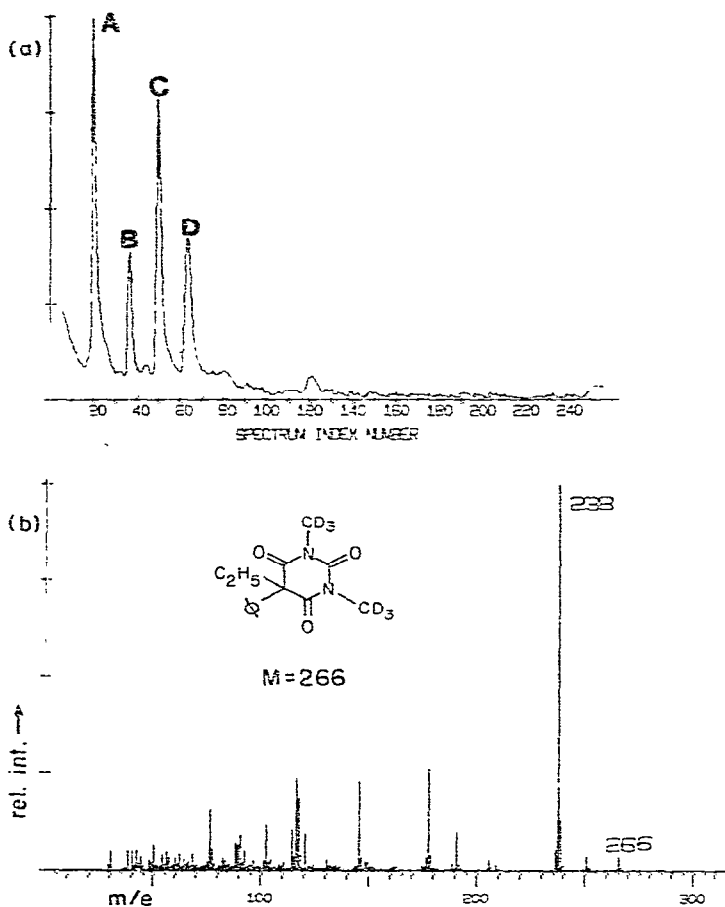 (a)
A
B
C
D
20 40 60 80 100 120 140 160 180 200 220 240
SPECTRUM INDEX NUMBER
(b)
238
CD3
O N O
C2H5
N
CD3
O
M=266
rel. int. →
266
100 200 300
m/e